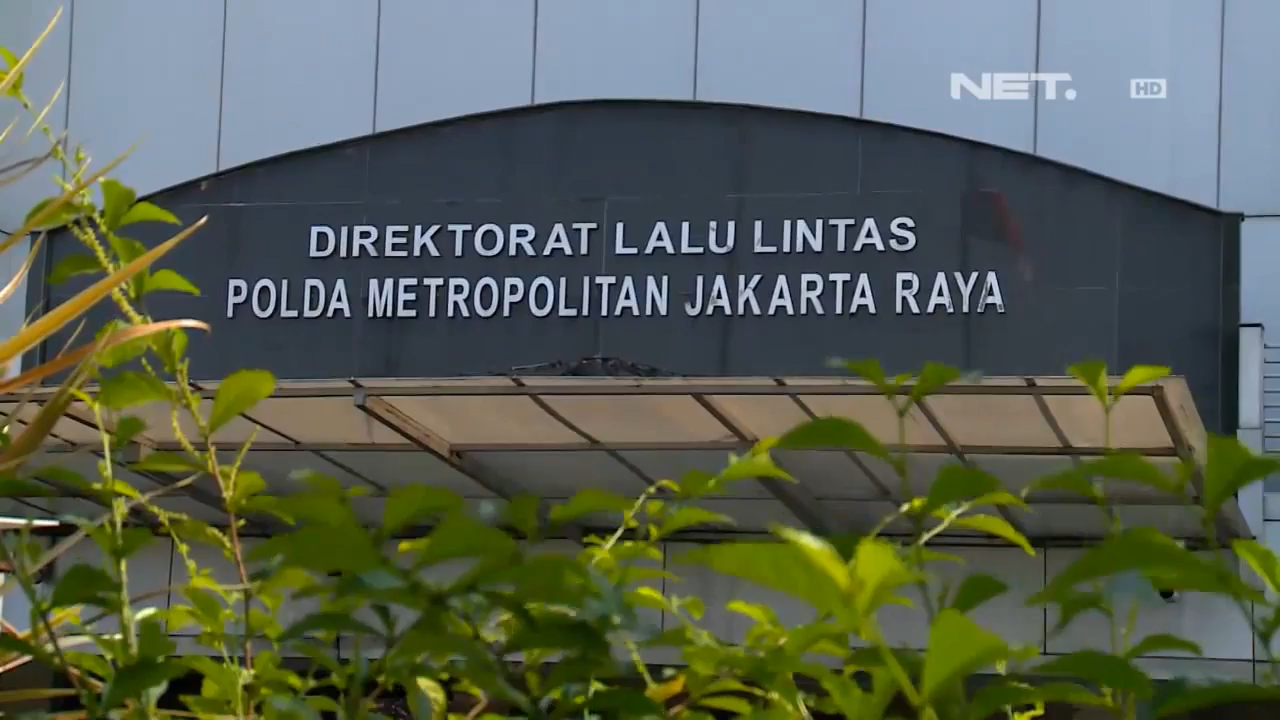 NET. HD
DIREKTORAT LALU LINTAS
POLDA METROPOLITAN JAKARTA RAYA